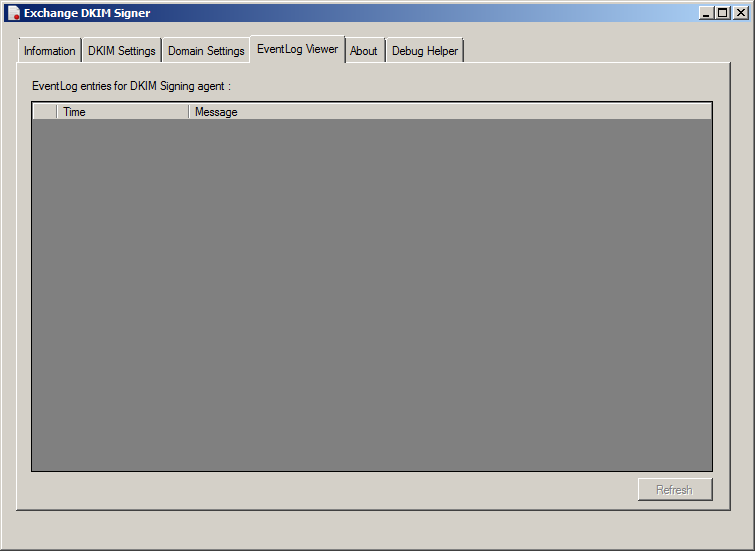 Exchange DKIM Signer
Information DKIM Settings Domain Settings EventLog Viewer About Debug Helper
EventLog entries for DKIM Signing agent :
Time Message
Refresh